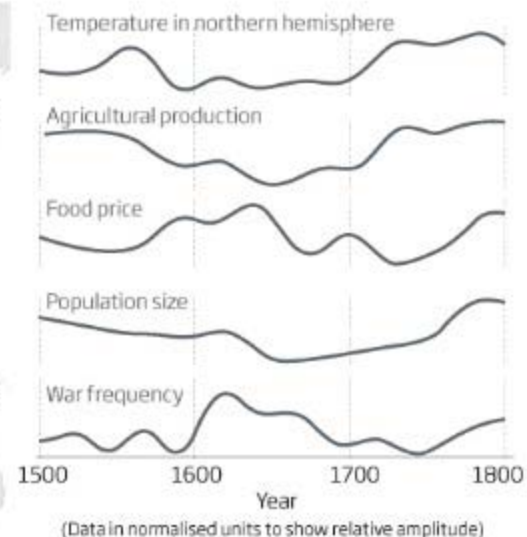 Temperature in northern hemisphere
Agricultural production
Food price
Population size
War frequency
1500 1600 1700 1800
Year
(Data in normalised units to show relative amplitude)